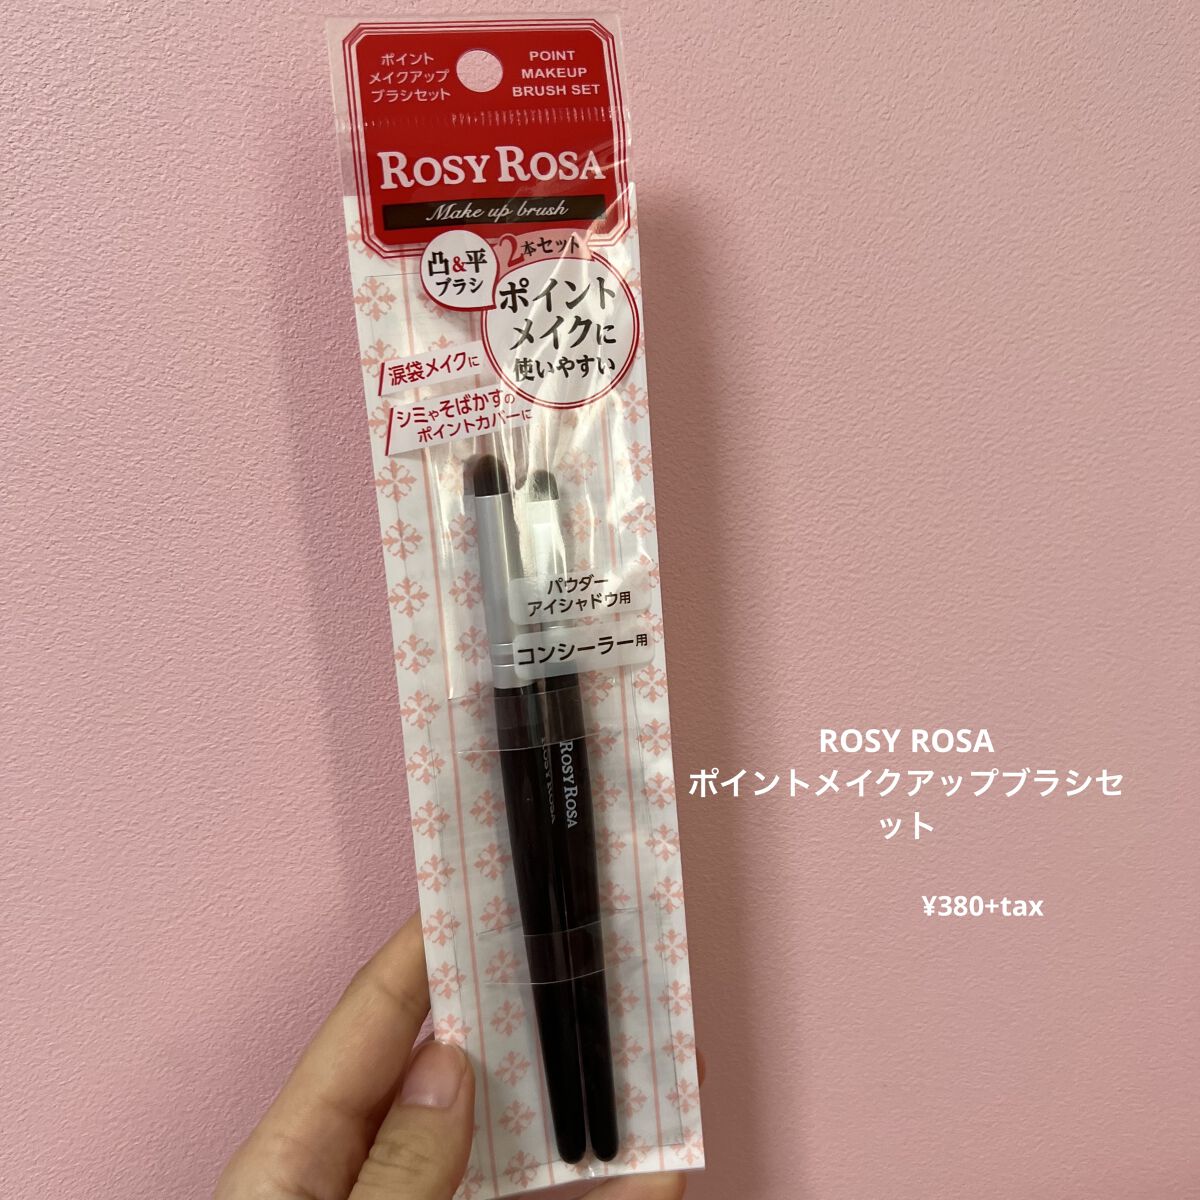 ポイント
メイクアップ
ブラシセット
POINT
MAKEUP
BRUSH SET
ROSY ROSA
Make up brush
凸&平
ブラシ
2本セット
ポイント
メイクに
使いやすい
涙袋メイクに
シミやそばかすの
ポイントカバーに
パウダー
アイシャドウ用
コンシーラー用
ROSY ROSA
ROSY ROSA
ROSY ROSA
ポイントメイクアップブラシセ
ット
¥380+tax